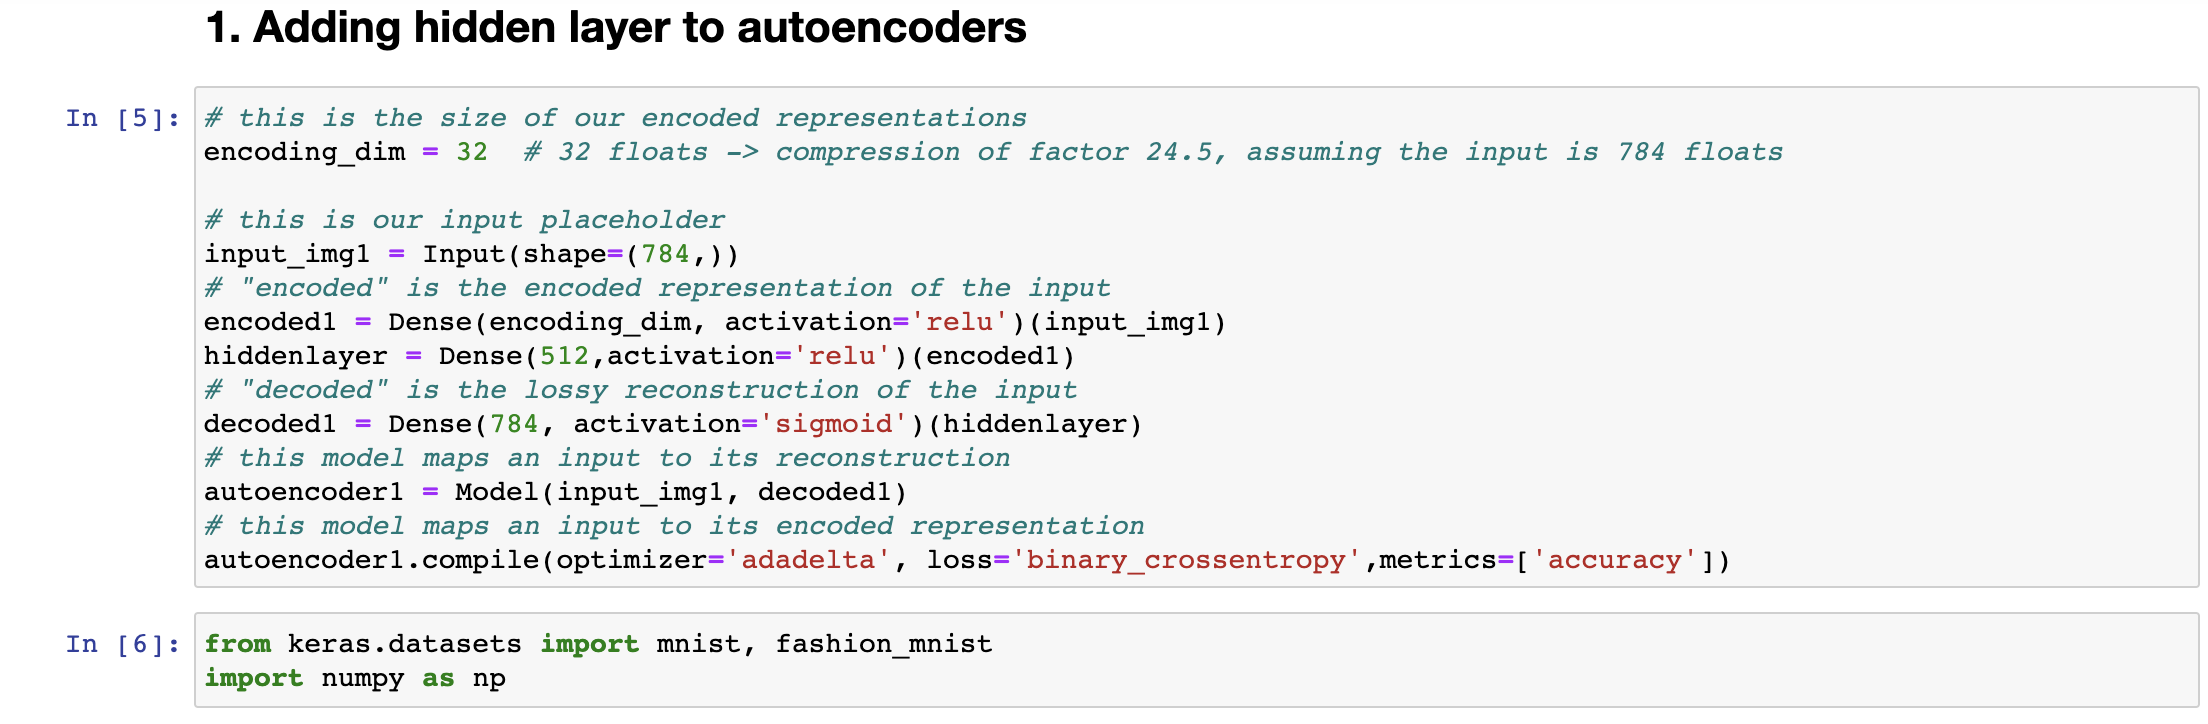 1. Adding hidden layer to autoencoders
In [5]:
# this is the size of our encoded representations
encoding_dim = 32  # 32 floats -> compression of factor 24.5, assuming the input is 784 floats
# this is our input placeholder
input_img1 = Input(shape=(784,))
# "encoded" is the encoded representation of the input
encoded1 = Dense(encoding_dim, activation='relu')(input_img1)
hiddenlayer = Dense(512,activation='relu')(encoded1)
# "decoded" is the lossy reconstruction of the input
decoded1 = Dense(784, activation='sigmoid')(hiddenlayer)
# this model maps an input to its reconstruction
autoencoder1 = Model(input_img1, decoded1)
# this model maps an input to its encoded representation
autoencoder1.compile(optimizer='adadelta', loss='binary_crossentropy',metrics=['accuracy'])
In [6]:
from keras.datasets import mnist, fashion_mnist
import numpy as np